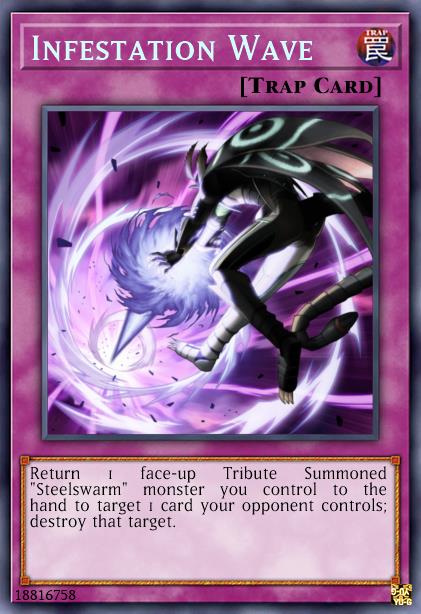 Infestation Wave
TRAP
罠
[Trap Card]
Return 1 face-up Tribute Summoned
"Steelswarm" monster you control to the
hand to target 1 card your opponent controls;
destroy that target.
18816758